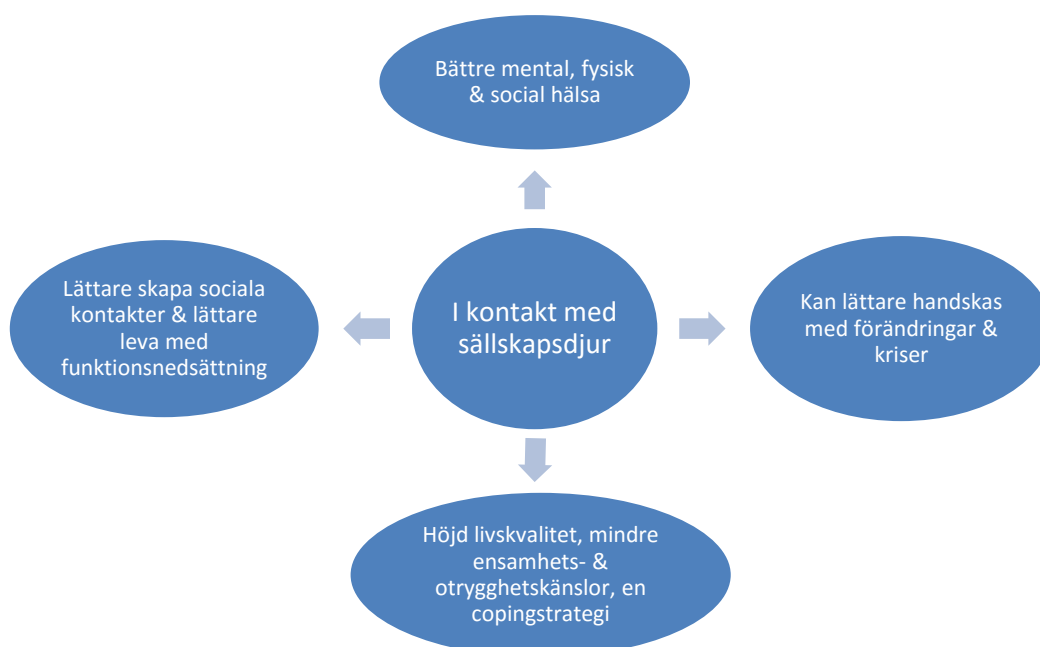 Bättre mental, fysisk
& social hälsa
Lättare skapa sociala
kontakter & lättare
leva med
funktionsnedsättning
I kontakt med
sällskapsdjur
Kan lättare handskas
med förändringar &
kriser
Höjd livskvalitet, mindre
ensamhets- &
otrygghetskänslor, en
copingstrategi